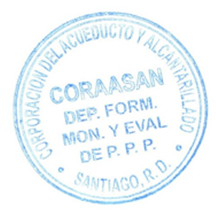 CORPORACION DEL ACUEDUCTO Y ALCANTARILLADO
CORAASAN
DEP. FORM.
MON. Y EVAL
DE P. P. P.
SANTIAGO, R.D.